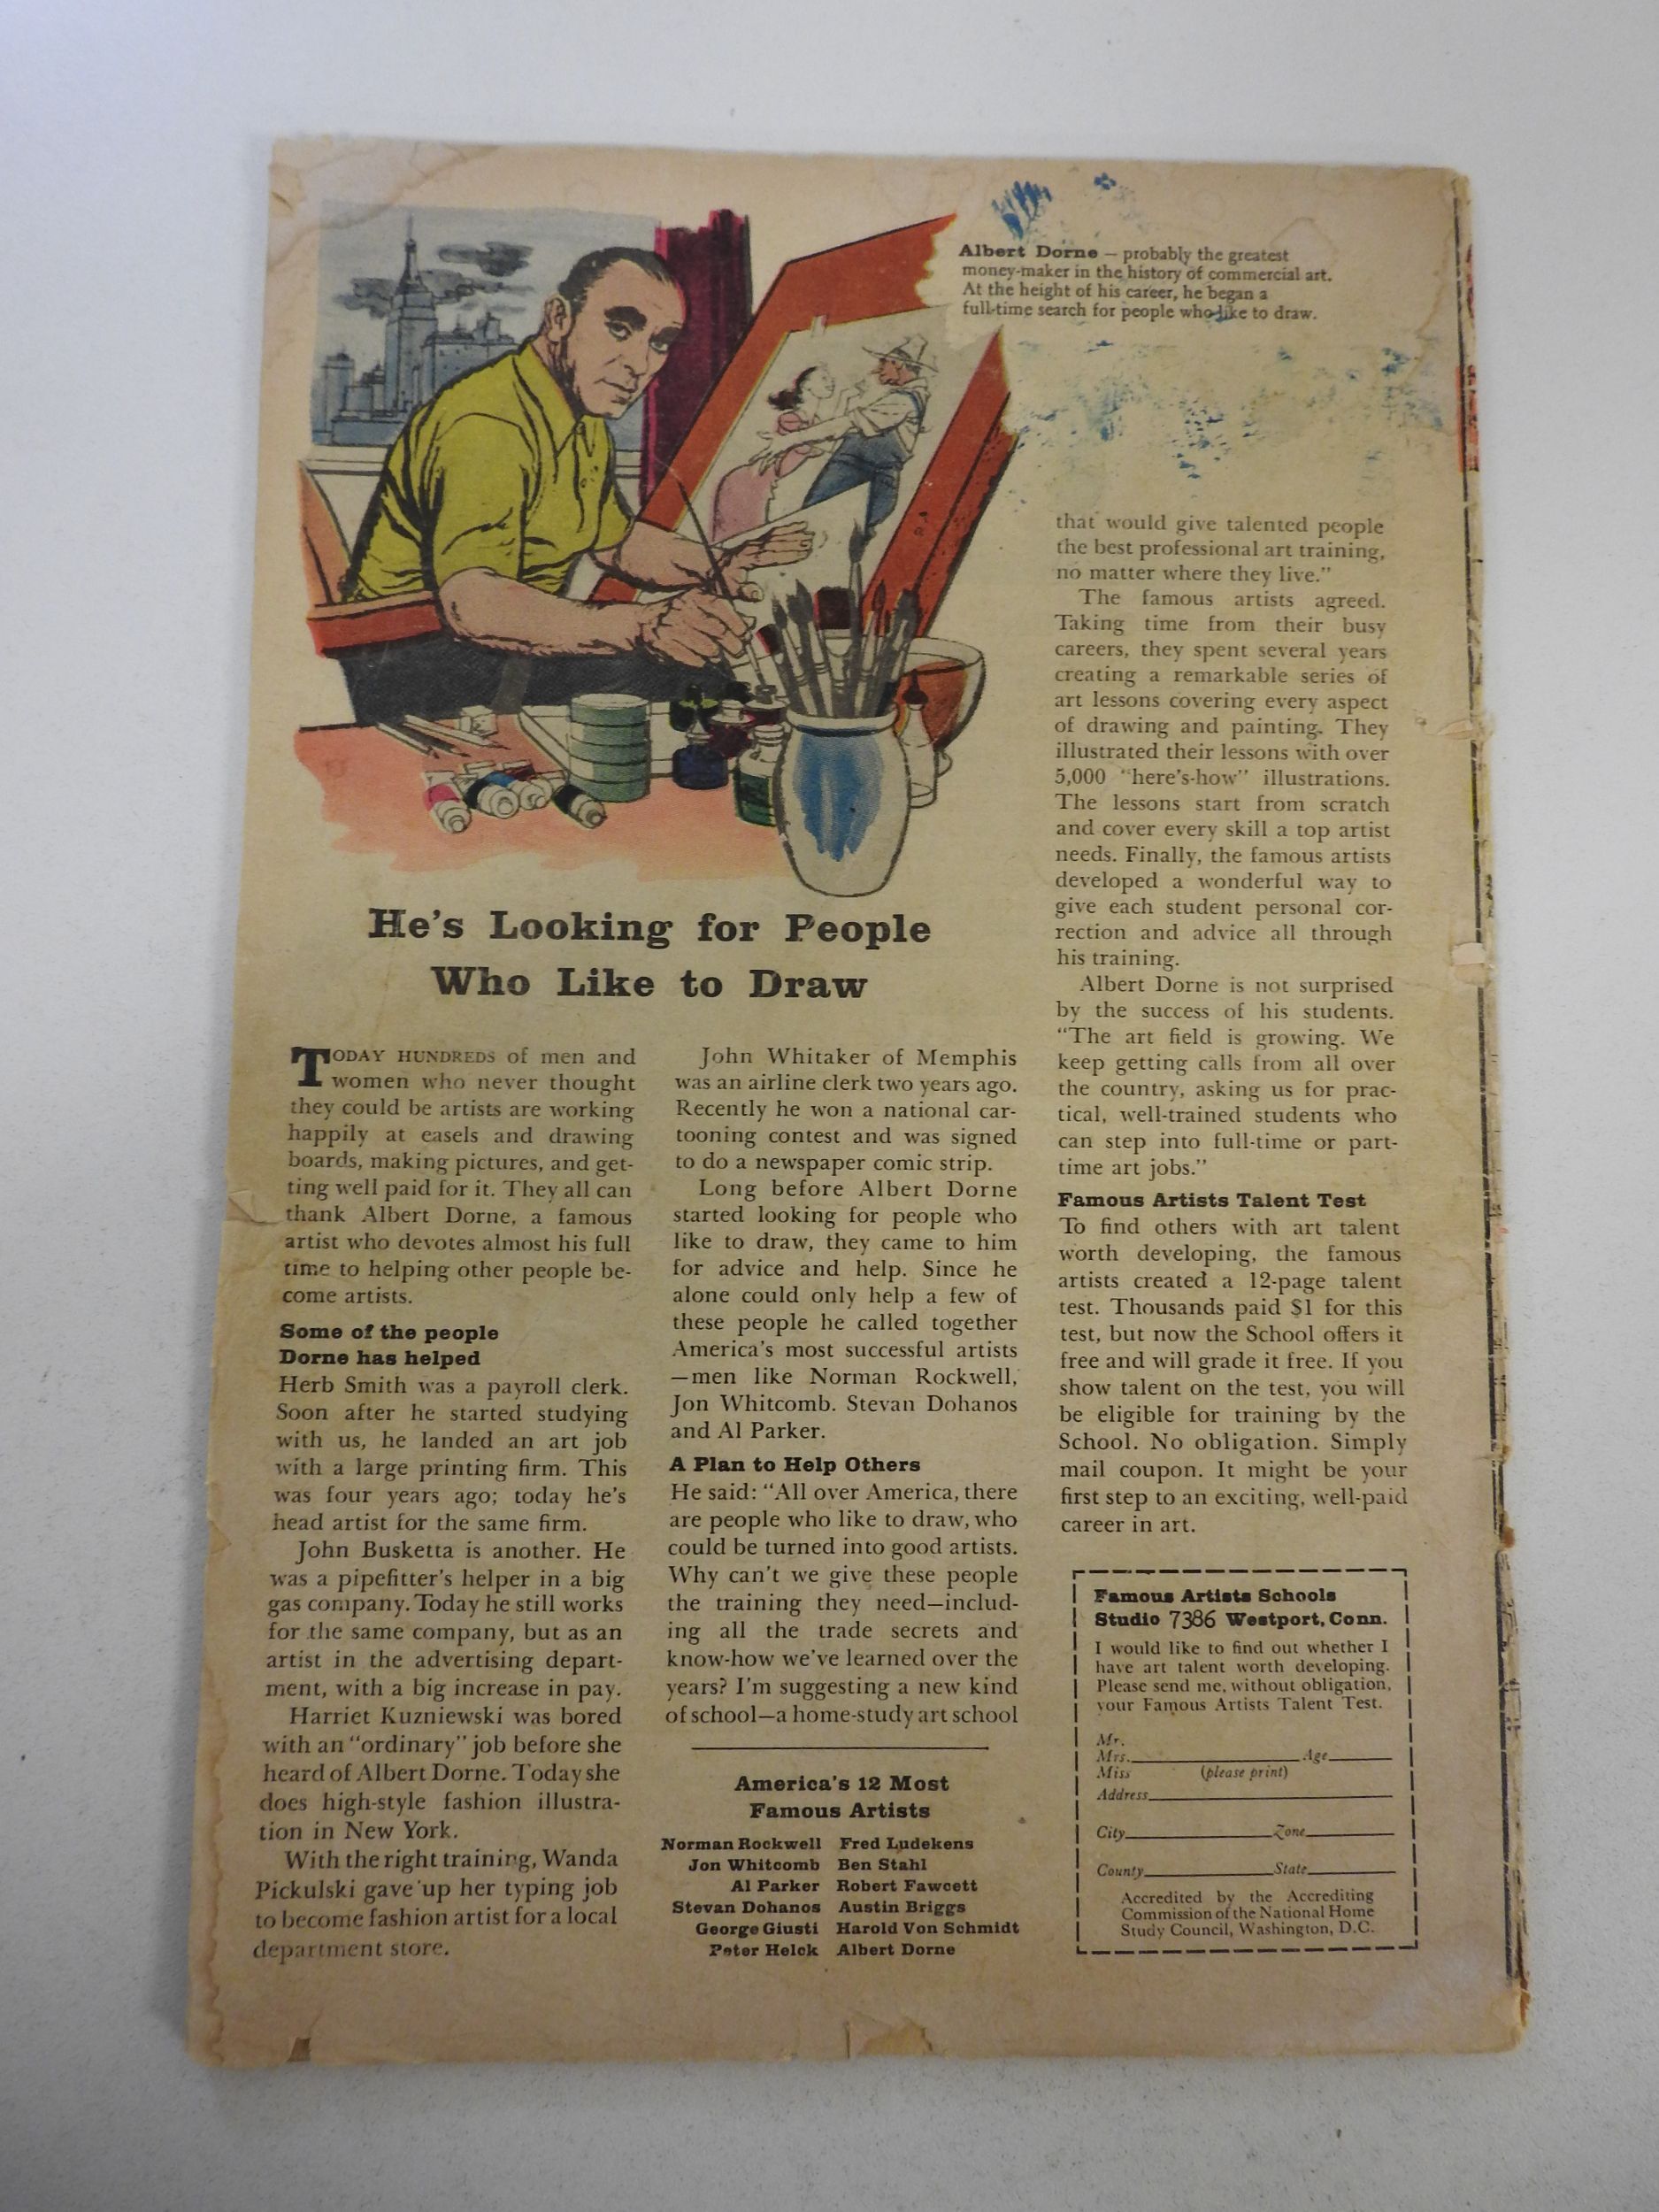 Albert Dorne — probably the greatest
money-maker in the history of commercial art.
At the height of his career, he began a
full-time search for people who like to draw.
He's Looking for People
Who Like to Draw
TODAY HUNDREDS of men and
women who never thought
they could be artists are working
happily at easels and drawing
boards, making pictures, and get-
ting well paid for it. They all can
thank Albert Dorne, a famous
artist who devotes almost his full
time to helping other people be-
come artists.
Some of the people
Dorne has helped
Herb Smith was a payroll clerk.
Soon after he started studying
with us, he landed an art job
with a large printing firm. This
was four years ago; today he's
head artist for the same firm.
John Busketta is another. He
was a pipefitter's helper in a big
gas company. Today he still works
for the same company, but as an
artist in the advertising depart-
ment, with a big increase in pay.
Harriet Kuzniewski was bored
with an "ordinary" job before she
heard of Albert Dorne. Today she
does high-style fashion illustra-
tion in New York.
With the right training, Wanda
Pickulski gave up her typing job
to become fashion artist for a local
department store.
John Whitaker of Memphis
was an airline clerk two years ago.
Recently he won a national car-
tooning contest and was signed
to do a newspaper comic strip.
Long before Albert Dorne
started looking for people who
like to draw, they came to him
for advice and help. Since he
alone could only help a few of
these people he called together
America's most successful artists
—men like Norman Rockwell,
Jon Whitcomb. Stevan Dohanos
and Al Parker.
A Plan to Help Others
He said: "All over America, there
are people who like to draw, who
could be turned into good artists.
Why can't we give these people
the training they need—includ-
ing all the trade secrets and
know-how we've learned over the
years? I'm suggesting a new kind
of school—a home-study art school
America's 12 Most
Famous Artists
Norman Rockwell Fred Ludekens
Jon Whitcomb Ben Stahl
Al Parker Robert Fawcett
Stevan Dohanos Austin Briggs
George Giusti Harold Von Schmidt
Peter Helck Albert Dorne
that would give talented people
the best professional art training,
no matter where they live."
The famous artists agreed.
Taking time from their busy
careers, they spent several years
creating a remarkable series of
art lessons covering every aspect
of drawing and painting. They
illustrated their lessons with over
5,000 "here's-how" illustrations.
The lessons start from scratch
and cover every skill a top artist
needs. Finally, the famous artists
developed a wonderful way to
give each student personal cor-
rection and advice all through
his training.
Albert Dorne is not surprised
by the success of his students.
"The art field is growing. We
keep getting calls from all over
the country, asking us for prac-
tical, well-trained students who
can step into full-time or part-
time art jobs."
Famous Artists Talent Test
To find others with art talent
worth developing, the famous
artists created a 12-page talent
test. Thousands paid $1 for this
test, but now the School offers it
free and will grade it free. If you
show talent on the test, you will
be eligible for training by the
School. No obligation. Simply
mail coupon. It might be your
first step to an exciting, well-paid
career in art.
Famous Artists Schools
Studio 7386 Westport, Conn.
I would like to find out whether I
have art talent worth developing.
Please send me, without obligation,
your Famous Artists Talent Test.
Mr.
Mrs. Age
Miss (please print)
Address
City Zone
County State
Accredited by the Accrediting
Commission of the National Home
Study Council, Washington, D.C.